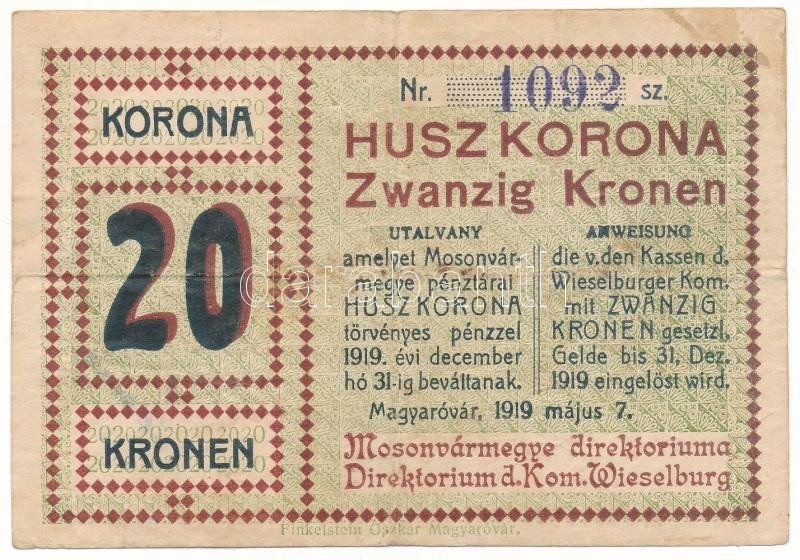 KORONA
20
KRONEN
Nr. 1092 sz.
HUSZ KORONA
Zwanzig Kronen
UTALVANY
amelyet Mosonvár-
megye pénztárai
HUSZ KORONA
törvényes pénzzel
1919. évi december
hó 31-ig beváltanak.
ANWEISUNG
die v. den Kassen d.
Wieselburger Kom.
mit ZWANZIG
KRONEN gesetzl.
Gelde bis 31, Dez.
1919 eingelöst wird.
Magyaróvár, 1919 május 7.
Mosonvármegye direktoriuma
Direktorium d. Kom. Wieselburg
Finkelstein Oszkár Magyaróvár.